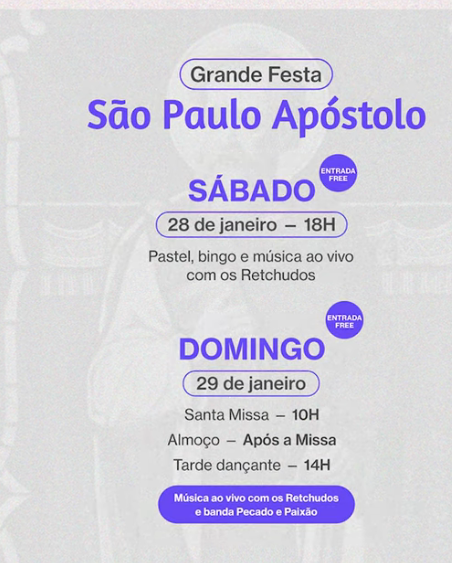 Grande Festa
São Paulo Apóstolo
ENTRADA
FREE
SÁBADO
28 de janeiro — 18H
Pastel, bingo e música ao vivo
com os Retchudos
ENTRADA
FREE
DOMINGO
29 de janeiro
Santa Missa — 10H
Almoço — Após a Missa
Tarde dançante — 14H
Música ao vivo com os Retchudos
e banda Pecado e Paixão